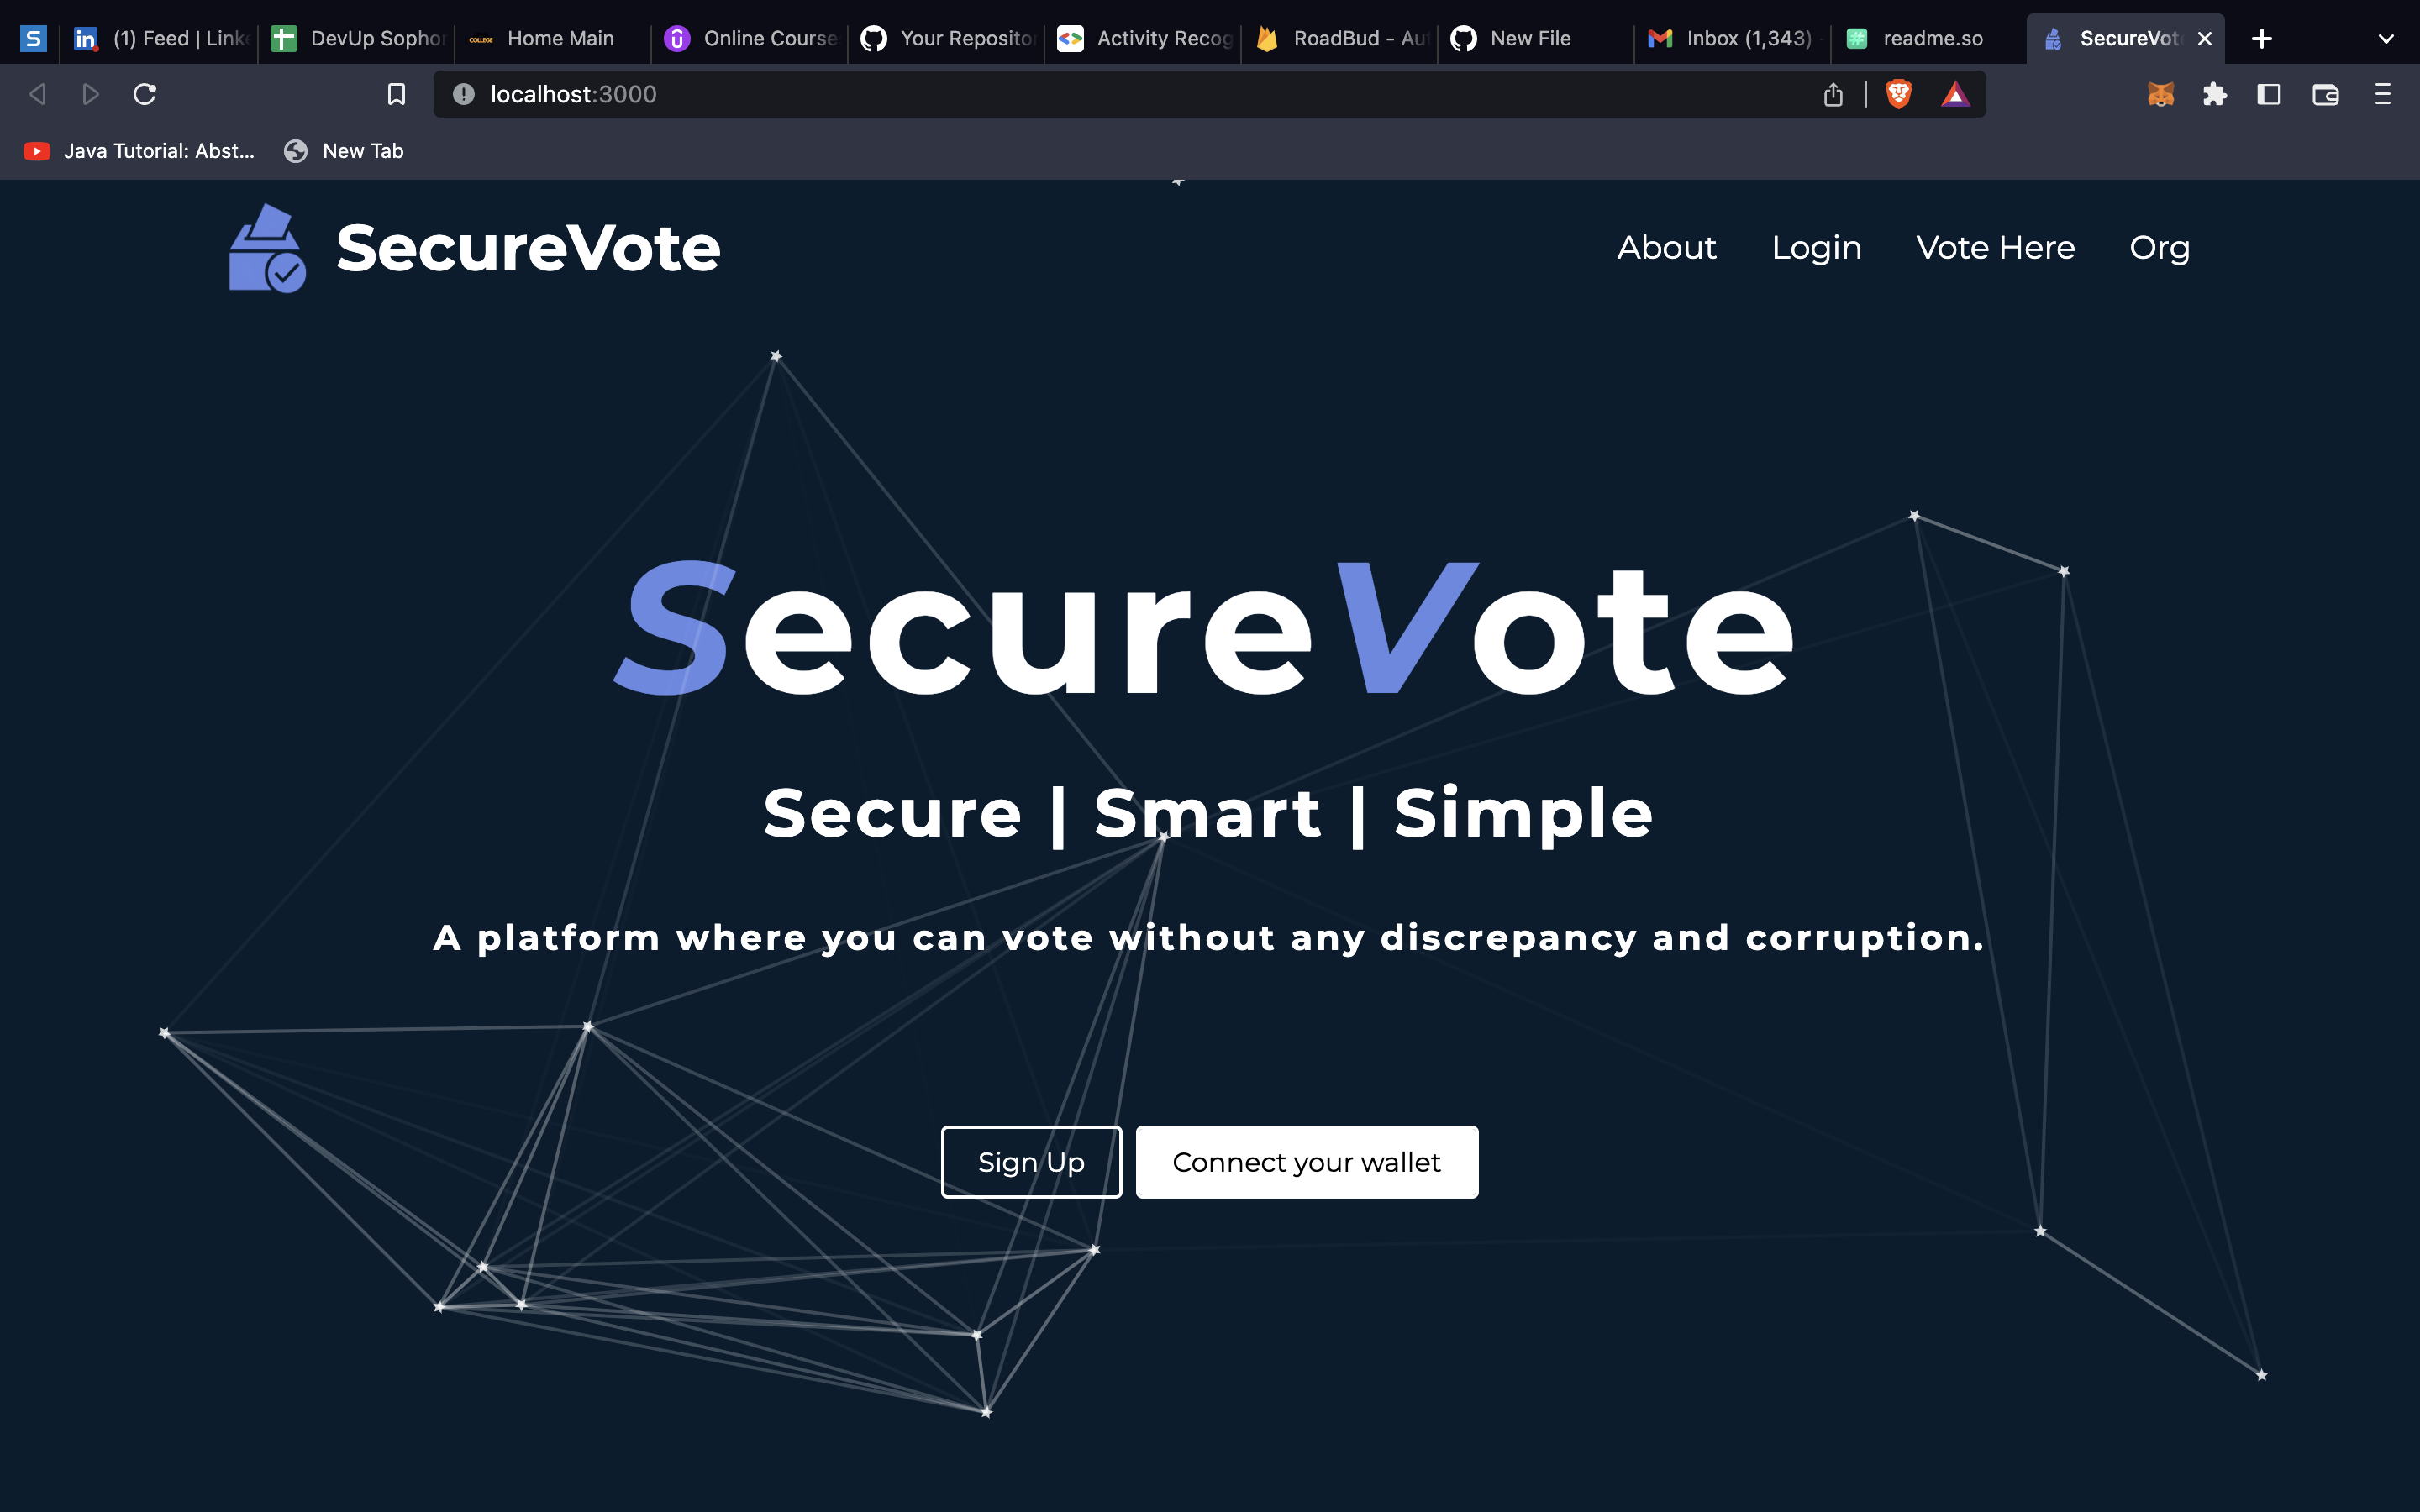 S (1) Feed | Link DevUp Sophor COLLEGE Home Main Online Course Your Reposito Activity Recog RoadBud - Au New File Inbox (1,343) readme.so SecureVot
localhost:3000
Java Tutorial: Abst... New Tab
SecureVote About Login Vote Here Org
SecureVote
Secure | Smart | Simple
A platform where you can vote without any discrepancy and corruption.
Sign Up Connect your wallet